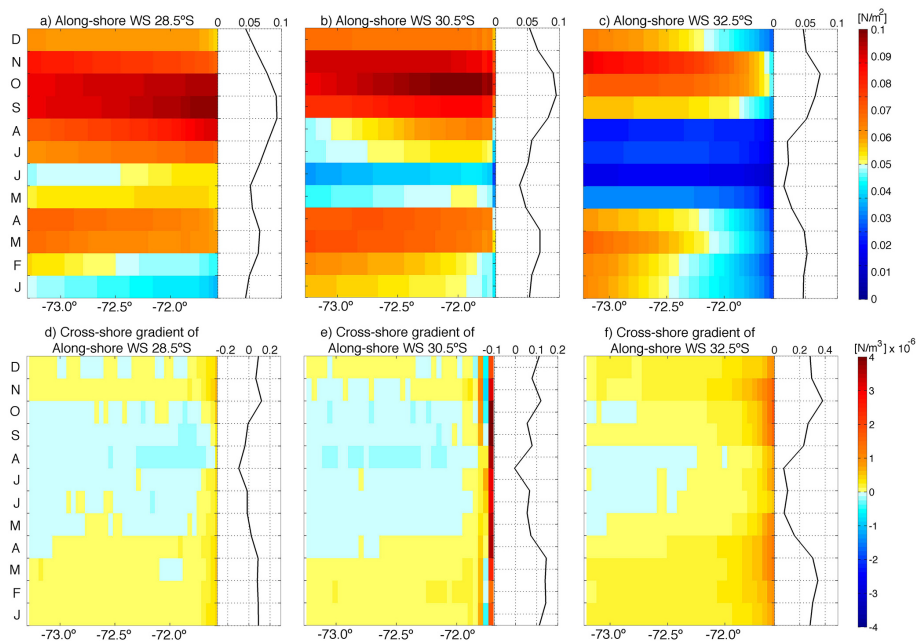 a) Along-shore WS 28.5ºS
0 0.05 0.1
b) Along-shore WS 30.5ºS
0 0.05 0.1
c) Along-shore WS 32.5ºS
0 0.05 0.1
[N/m²]
D
N
O
S
A
J
J
M
A
M
F
J
0.1
0.09
0.08
0.07
0.06
0.05
0.04
0.03
0.02
0.01
0
-73.0º -72.5º -72.0º
-73.0º -72.5º -72.0º
-73.0º -72.5º -72.0º
d) Cross-shore gradient of
Along-shore WS 28.5ºS
-0.2 0 0.2
e) Cross-shore gradient of
Along-shore WS 30.5ºS
-0.1 0 0.1 0.2
f) Cross-shore gradient of
Along-shore WS 32.5ºS
0 0.2 0.4
[N/m³] x 10⁻⁶
D
N
O
S
A
J
J
M
A
M
F
J
4
3
2
1
0
-1
-2
-3
-4
-73.0º -72.5º -72.0º
-73.0º -72.5º -72.0º
-73.0º -72.5º -72.0º